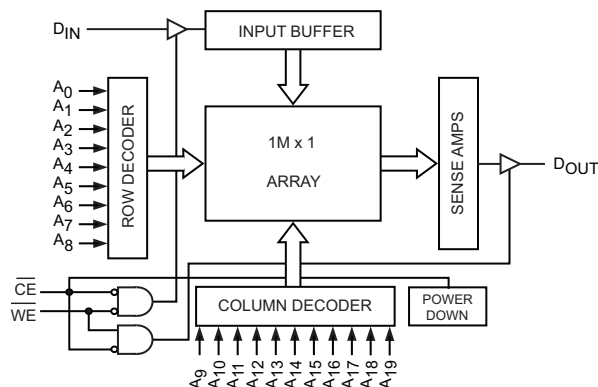 DIN
INPUT BUFFER
A0
A1
A2
A3
A4
A5
A6
A7
A8
ROW DECODER
1M x 1
ARRAY
SENSE AMPS
DOUT
CE
WE
COLUMN DECODER
POWER
DOWN
A9
A10
A11
A12
A13
A14
A15
A16
A17
A18
A19